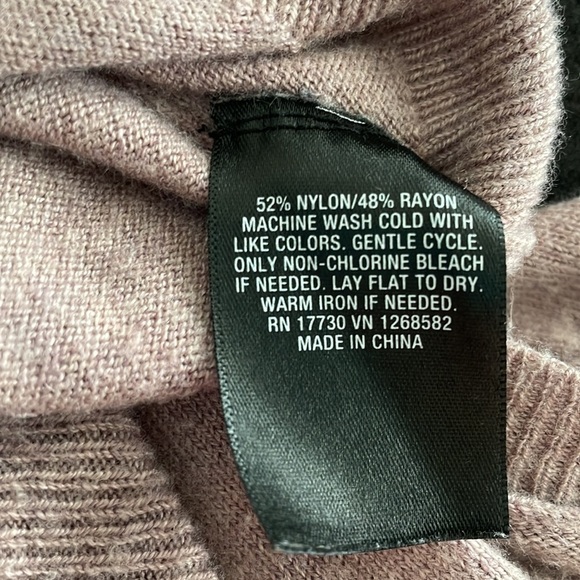 52% NYLON/48% RAYON
MACHINE WASH COLD WITH
LIKE COLORS. GENTLE CYCLE.
ONLY NON-CHLORINE BLEACH
IF NEEDED. LAY FLAT TO DRY.
WARM IRON IF NEEDED.
RN 17730 VN 1268582
MADE IN CHINA